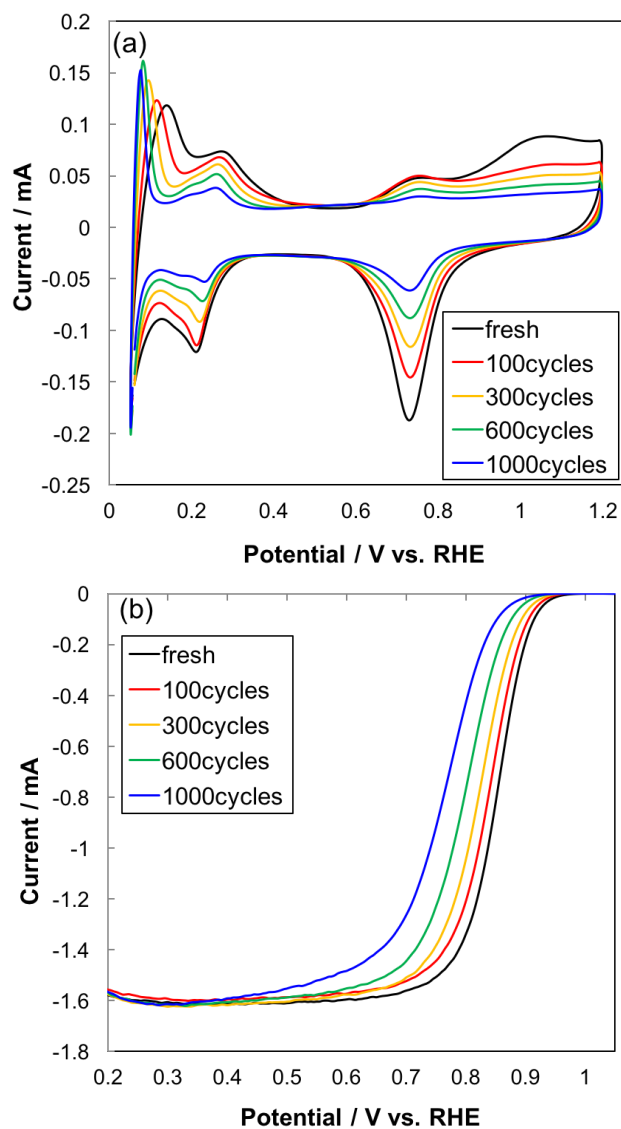 (a)
0.2
0.15
0.1
0.05
0
-0.05
-0.1
-0.15
-0.2
-0.25
Current / mA
fresh
100cycles
300cycles
600cycles
1000cycles
0 0.2 0.4 0.6 0.8 1 1.2
Potential / V vs. RHE
(b)
0
-0.2
-0.4
-0.6
-0.8
-1
-1.2
-1.4
-1.6
-1.8
Current / mA
fresh
100cycles
300cycles
600cycles
1000cycles
0.2 0.3 0.4 0.5 0.6 0.7 0.8 0.9 1
Potential / V vs. RHE